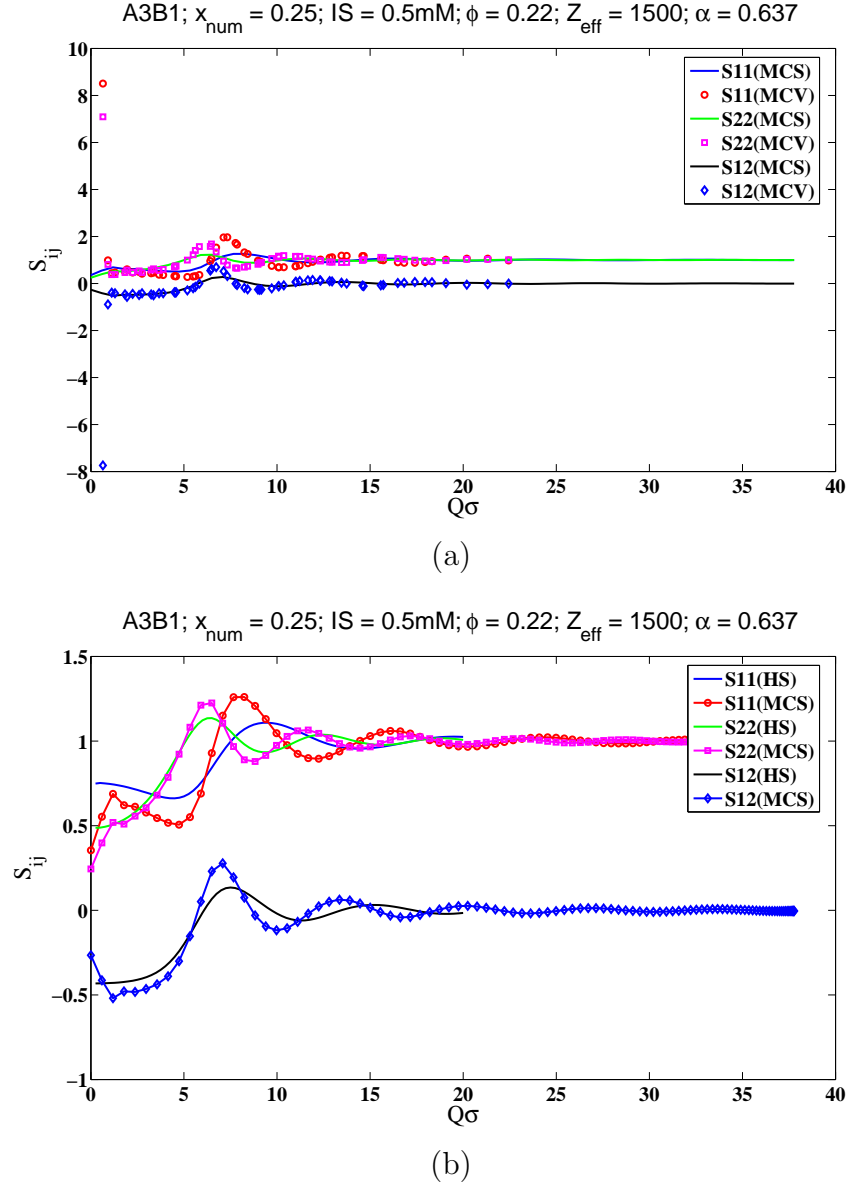 A3B1; x_num = 0.25; IS = 0.5mM; ϕ = 0.22; Z_eff = 1500; α = 0.637
10
8
6
4
2
0
−2
−4
−6
−8
S_ij
S11(MCS)
S11(MCV)
S22(MCS)
S22(MCV)
S12(MCS)
S12(MCV)
0 5 10 15 20 25 30 35 40
Qσ
(a)
A3B1; x_num = 0.25; IS = 0.5mM; ϕ = 0.22; Z_eff = 1500; α = 0.637
1.5
1
0.5
0
−0.5
−1
S_ij
S11(HS)
S11(MCS)
S22(HS)
S22(MCS)
S12(HS)
S12(MCS)
0 5 10 15 20 25 30 35 40
Qσ
(b)